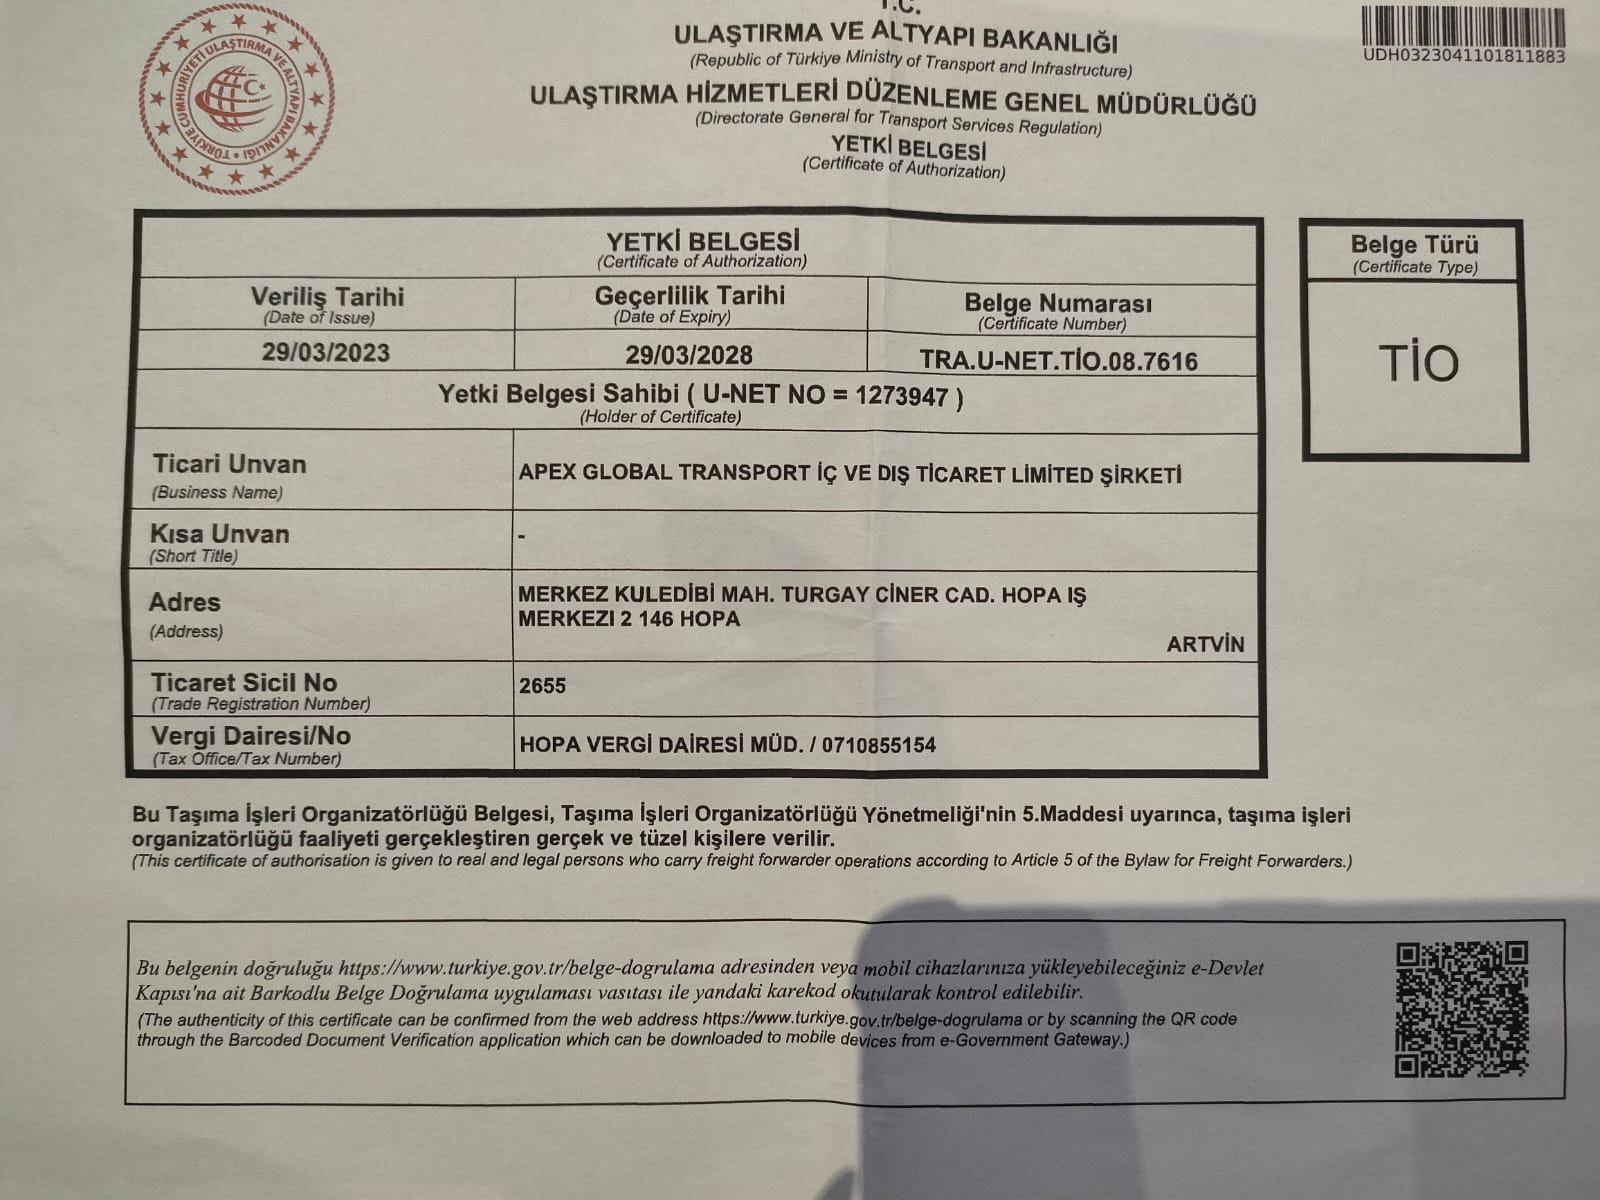 T.C.
ULAŞTIRMA VE ALTYAPI BAKANLIĞI
(Republic of Türkiye Ministry of Transport and Infrastructure)
ULAŞTIRMA HİZMETLERİ DÜZENLEME GENEL MÜDÜRLÜĞÜ
(Directorate General for Transport Services Regulation)
YETKİ BELGESİ
(Certificate of Authorization)
UDH0323041101811883
TÜRKİYE CUMHURİYETİ ULAŞTIRMA VE ALTYAPI BAKANLIĞI
YETKİ BELGESİ
(Certificate of Authorization)
Belge Türü
(Certificate Type)
TİO
Veriliş Tarihi
(Date of Issue)
Geçerlilik Tarihi
(Date of Expiry)
Belge Numarası
(Certificate Number)
29/03/2023
29/03/2028
TRA.U-NET.TİO.08.7616
Yetki Belgesi Sahibi ( U-NET NO = 1273947 )
(Holder of Certificate)
Ticari Unvan
(Business Name)
APEX GLOBAL TRANSPORT İÇ VE DIŞ TİCARET LİMİTED ŞİRKETİ
Kısa Unvan
(Short Title)
-
Adres
(Address)
MERKEZ KULEDİBİ MAH. TURGAY CİNER CAD. HOPA IŞ
MERKEZI 2 146 HOPA
ARTVİN
Ticaret Sicil No
(Trade Registration Number)
2655
Vergi Dairesi/No
(Tax Office/Tax Number)
HOPA VERGİ DAİRESİ MÜD. / 0710855154
Bu Taşıma İşleri Organizatörlüğü Belgesi, Taşıma İşleri Organizatörlüğü Yönetmeliği'nin 5.Maddesi uyarınca, taşıma işleri
organizatörlüğü faaliyeti gerçekleştiren gerçek ve tüzel kişilere verilir.
(This certificate of authorisation is given to real and legal persons who carry freight forwarder operations according to Article 5 of the Bylaw for Freight Forwarders.)
Bu belgenin doğruluğu https://www.turkiye.gov.tr/belge-dogrulama adresinden veya mobil cihazlarınıza yükleyebileceğiniz e-Devlet
Kapısı'na ait Barkodlu Belge Doğrulama uygulaması vasıtası ile yandaki karekod okutularak kontrol edilebilir.
(The authenticity of this certificate can be confirmed from the web address https://www.turkiye.gov.tr/belge-dogrulama or by scanning the QR code
through the Barcoded Document Verification application which can be downloaded to mobile devices from e-Government Gateway.)